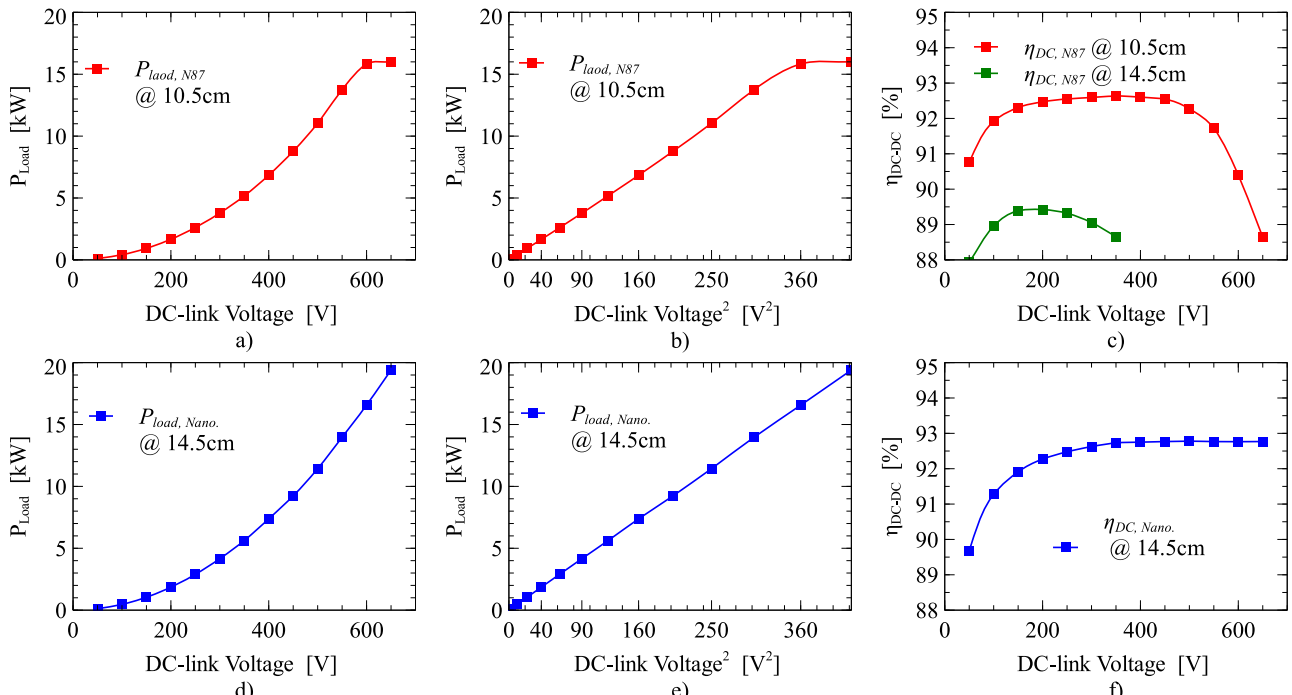 20
15
10
5
0
P_Load [kW]
P_laod, N87
@ 10.5cm
0 200 400 600
DC-link Voltage [V]
a)
20
15
10
5
0
P_Load [kW]
P_laod, N87
@ 10.5cm
0 40 90 160 250 360
DC-link Voltage² [V²]
b)
95
94
93
92
91
90
89
88
η_DC-DC [%]
η_DC, N87 @ 10.5cm
η_DC, N87 @ 14.5cm
0 200 400 600
DC-link Voltage [V]
c)
20
15
10
5
0
P_Load [kW]
P_load, Nano.
@ 14.5cm
0 200 400 600
DC-link Voltage [V]
d)
20
15
10
5
0
P_Load [kW]
P_load, Nano.
@ 14.5cm
0 40 90 160 250 360
DC-link Voltage² [V²]
e)
95
94
93
92
91
90
89
88
η_DC-DC [%]
η_DC, Nano.
@ 14.5cm
0 200 400 600
DC-link Voltage [V]
f)